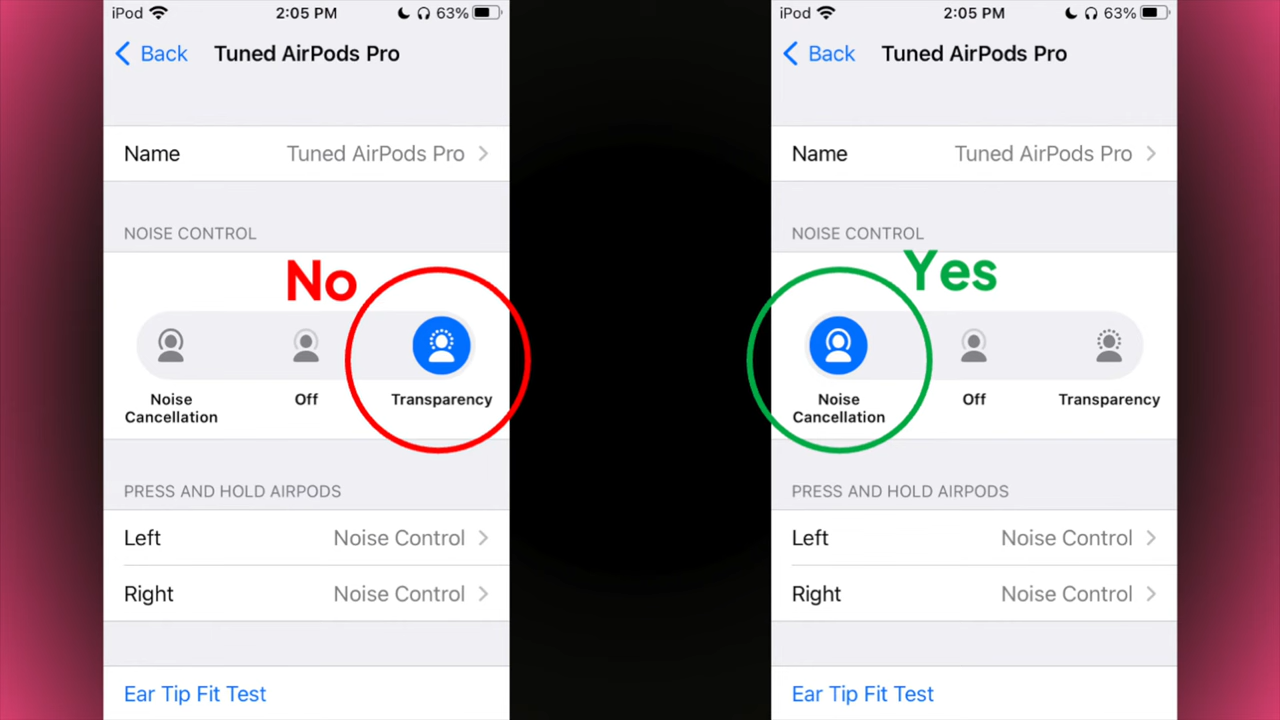 iPod 2:05 PM 63%
Back Tuned AirPods Pro
Name Tuned AirPods Pro
NOISE CONTROL
No
Noise Cancellation
Off
Transparency
PRESS AND HOLD AIRPODS
Left Noise Control
Right Noise Control
Ear Tip Fit Test
iPod 2:05 PM 63%
Back Tuned AirPods Pro
Name Tuned AirPods Pro
NOISE CONTROL
Yes
Noise Cancellation
Off
Transparency
PRESS AND HOLD AIRPODS
Left Noise Control
Right Noise Control
Ear Tip Fit Test